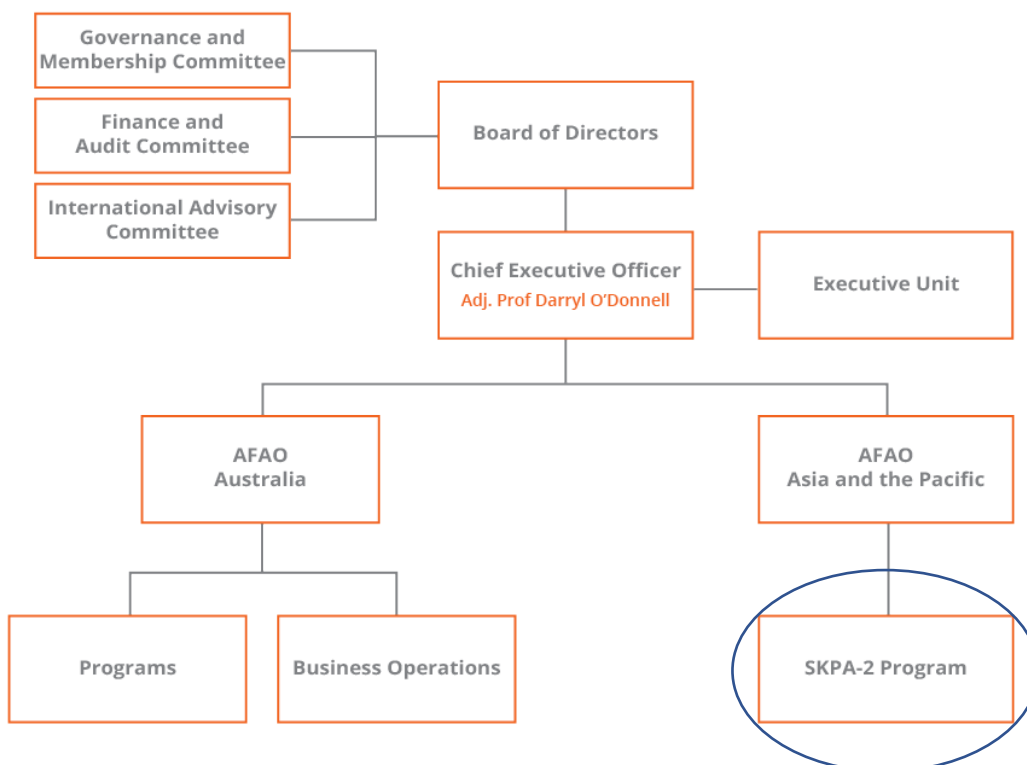 Governance and
Membership Committee
Finance and
Audit Committee
International Advisory
Committee
Board of Directors
Chief Executive Officer
Adj. Prof Darryl O’Donnell
Executive Unit
AFAO
Australia
AFAO
Asia and the Pacific
Programs
Business Operations
SKPA-2 Program